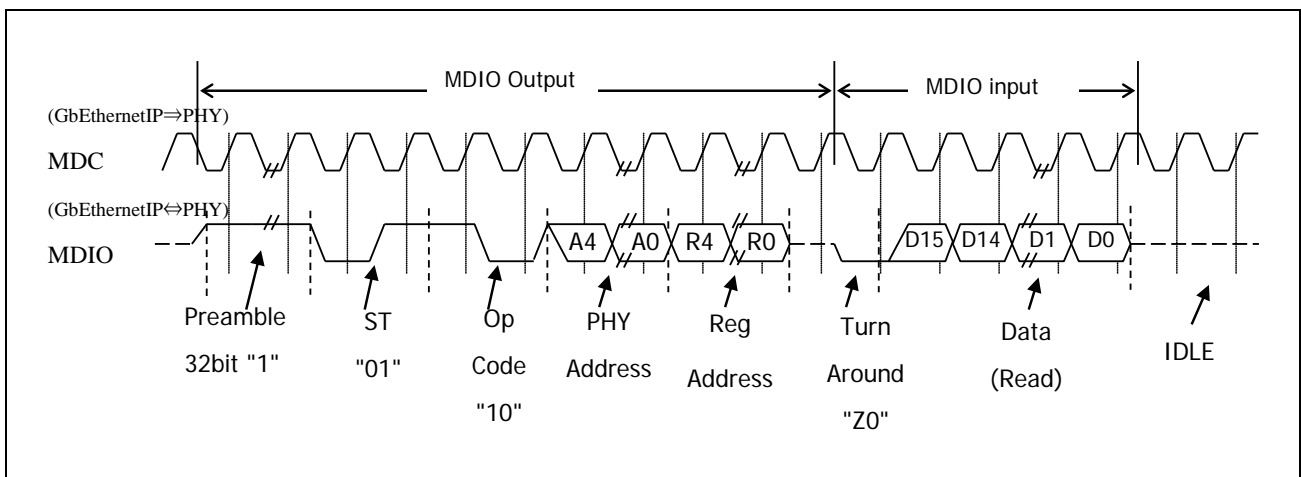 MDIO Output
MDIO input
(GbEthernetIP⇒PHY)
MDC
(GbEthernetIP⇔PHY)
MDIO
A4 A0 R4 R0 D15 D14 D1 D0
Preamble
32bit "1"
ST
"01"
Op
Code
"10"
PHY
Address
Reg
Address
Turn
Around
"Z0"
Data
(Read)
IDLE